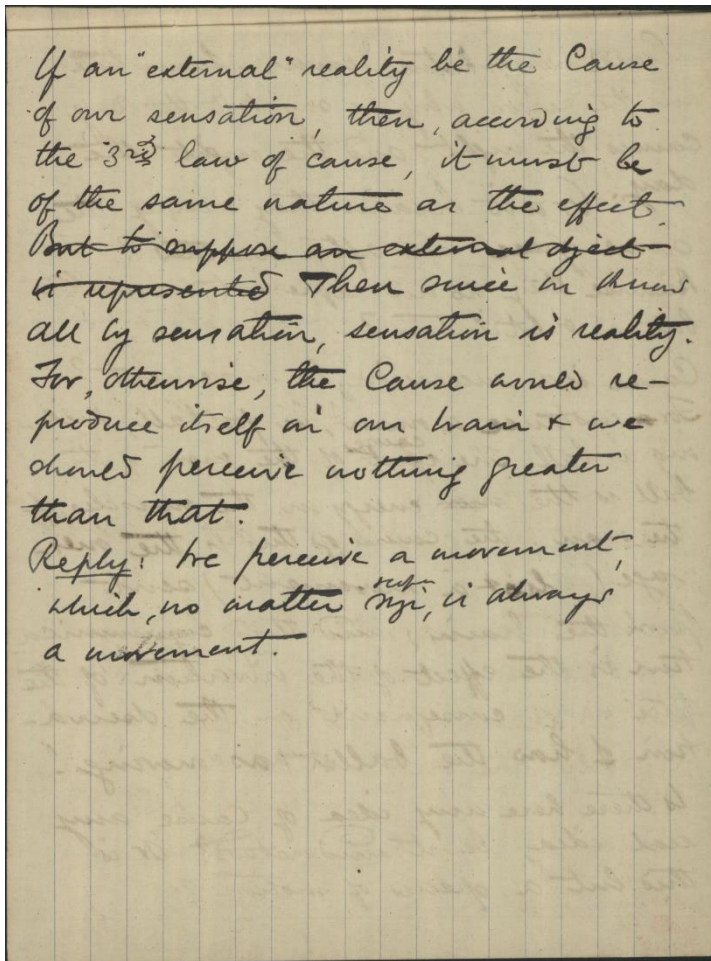 If an "external" reality be the Cause
of our sensation, then, according to
the 3rd law of cause, it must be
of the same nature as the effect.
But to suppose an external object
is represented Then since we know
all by sensation, sensation is reality.
For, otherwise, the Cause would re-
produce itself in our brain & we
should perceive nothing greater
than that.
Reply: We perceive a movement,
which, no matter , is always
a movement.